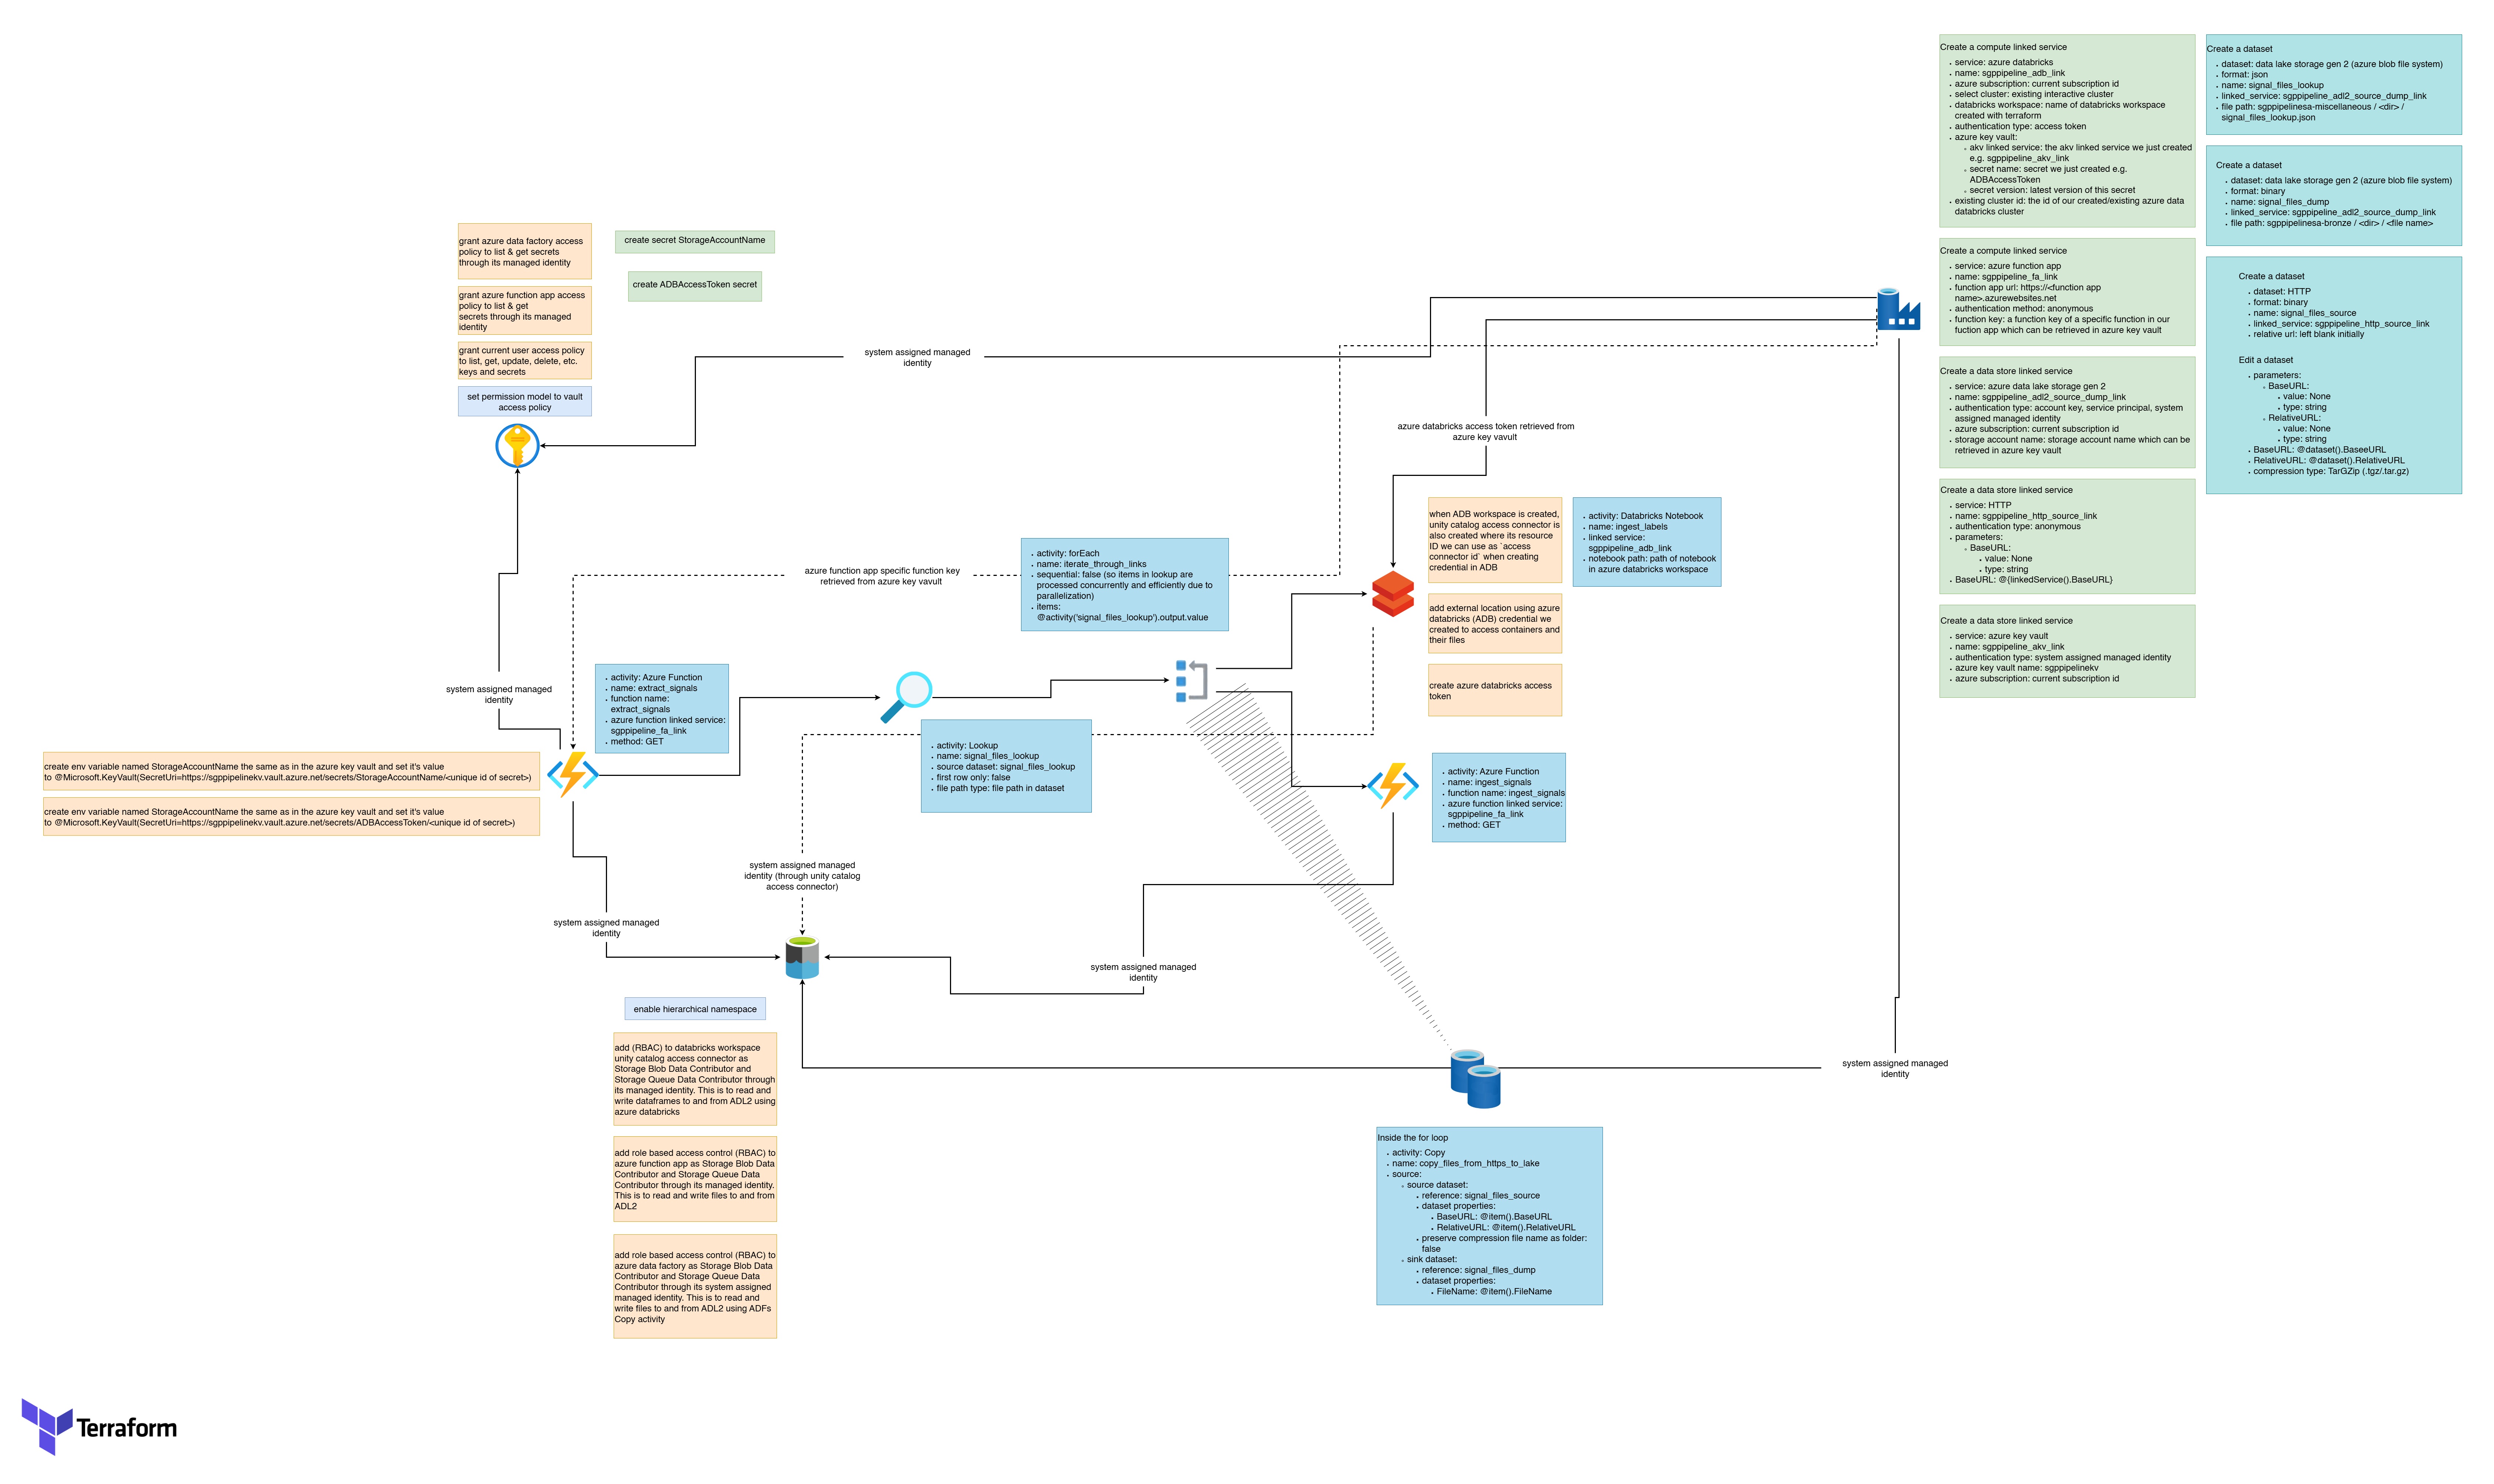 grant azure data factory access
policy to list & get secrets
through its managed identity
grant azure function app access
policy to list & get
secrets through its managed
identity
grant current user access policy
to list, get, update, delete, etc.
keys and secrets
set permission model to vault
access policy
create secret StorageAccountName
create ADBAccessToken secret
system assigned managed
identity
azure databricks access token retrieved from
azure key vavult
azure function app specific function key
retrieved from azure key vavult
activity: forEach
name: iterate_through_links
sequential: false (so items in lookup are
processed concurrently and efficiently due to
parallelization)
items:
@activity('signal_files_lookup').output.value
when ADB workspace is created,
unity catalog access connector is
also created where its resource
ID we can use as `access
connector id` when creating
credential in ADB
add external location using azure
databricks (ADB) credential we
created to access containers and
their files
create azure databricks access
token
activity: Databricks Notebook
name: ingest_labels
linked service:
sgppipeline_adb_link
notebook path: path of notebook
in azure databricks workspace
system assigned managed
identity
activity: Azure Function
name: extract_signals
function name:
extract_signals
azure function linked service:
sgppipeline_fa_link
method: GET
create env variable named StorageAccountName the same as in the azure key vault and set it's value
to @Microsoft.KeyVault(SecretUri=https://sgppipelinekv.vault.azure.net/secrets/StorageAccountName/<unique id of secret>)
create env variable named StorageAccountName the same as in the azure key vault and set it's value
to @Microsoft.KeyVault(SecretUri=https://sgppipelinekv.vault.azure.net/secrets/ADBAccessToken/<unique id of secret>)
activity: Lookup
name: signal_files_lookup
source dataset: signal_files_lookup
first row only: false
file path type: file path in dataset
activity: Azure Function
name: ingest_signals
function name: ingest_signals
azure function linked service:
sgppipeline_fa_link
method: GET
system assigned managed
identity (through unity catalog
access connector)
system assigned managed
identity
system assigned managed
identity
system assigned managed
identity
enable hierarchical namespace
add (RBAC) to databricks workspace
unity catalog access connector as
Storage Blob Data Contributor and
Storage Queue Data Contributor through
its managed identity. This is to read and
write dataframes to and from ADL2 using
azure databricks
add role based access control (RBAC) to
azure function app as Storage Blob Data
Contributor and Storage Queue Data
Contributor through its managed identity.
This is to read and write files to and from
ADL2
add role based access control (RBAC) to
azure data factory as Storage Blob Data
Contributor and Storage Queue Data
Contributor through its system assigned
managed identity. This is to read and
write files to and from ADL2 using ADFs
Copy activity
Inside the for loop
activity: Copy
name: copy_files_from_https_to_lake
source:
source dataset:
reference: signal_files_source
dataset properties:
BaseURL: @item().BaseURL
RelativeURL: @item().RelativeURL
preserve compression file name as folder:
false
sink dataset:
reference: signal_files_dump
dataset properties:
FileName: @item().FileName
Create a compute linked service
service: azure databricks
name: sgppipeline_adb_link
azure subscription: current subscription id
select cluster: existing interactive cluster
databricks workspace: name of databricks workspace
created with terraform
authentication type: access token
azure key vault:
akv linked service: the akv linked service we just created
e.g. sgppipeline_akv_link
secret name: secret we just created e.g.
ADBAccessToken
secret version: latest version of this secret
existing cluster id: the id of our created/existing azure data
databricks cluster
Create a compute linked service
service: azure function app
name: sgppipeline_fa_link
function app url: https://<function app
name>.azurewebsites.net
authentication method: anonymous
function key: a function key of a specific function in our
fuction app which can be retrieved in azure key vault
Create a data store linked service
service: azure data lake storage gen 2
name: sgppipeline_adl2_source_dump_link
authentication type: account key, service principal, system
assigned managed identity
azure subscription: current subscription id
storage account name: storage account name which can be
retrieved in azure key vault
Create a data store linked service
service: HTTP
name: sgppipeline_http_source_link
authentication type: anonymous
parameters:
BaseURL:
value: None
type: string
BaseURL: @{linkedService().BaseURL}
Create a data store linked service
service: azure key vault
name: sgppipeline_akv_link
authentication type: system assigned managed identity
azure key vault name: sgppipelinekv
azure subscription: current subscription id
Create a dataset
dataset: data lake storage gen 2 (azure blob file system)
format: json
name: signal_files_lookup
linked_service: sgppipeline_adl2_source_dump_link
file path: sgppipelinesa-miscellaneous / <dir> /
signal_files_lookup.json
Create a dataset
dataset: data lake storage gen 2 (azure blob file system)
format: binary
name: signal_files_dump
linked_service: sgppipeline_adl2_source_dump_link
file path: sgppipelinesa-bronze / <dir> / <file name>
Create a dataset
dataset: HTTP
format: binary
name: signal_files_source
linked_service: sgppipeline_http_source_link
relative url: left blank initially
Edit a dataset
parameters:
BaseURL:
value: None
type: string
RelativeURL:
value: None
type: string
BaseURL: @dataset().BaseeURL
RelativeURL: @dataset().RelativeURL
compression type: TarGZip (.tgz/.tar.gz)
Terraform